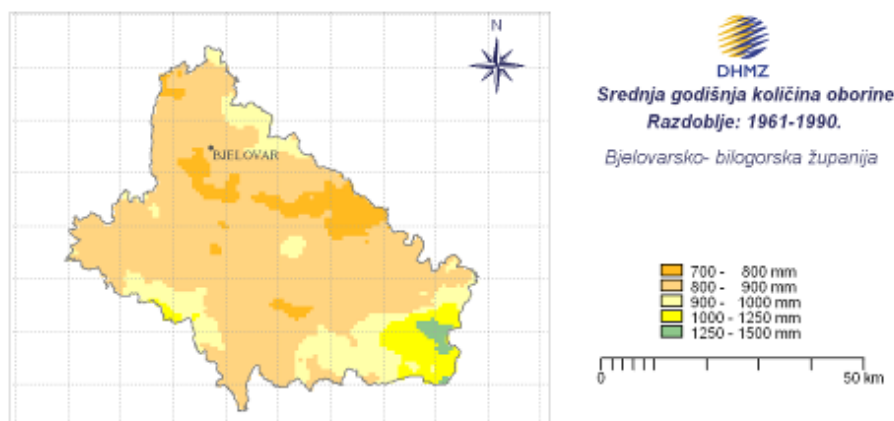 N
BJELOVAR
DHMZ
Srednja godišnja količina oborine
Razdoblje: 1961-1990.
Bjelovarsko- bilogorska županija
700 - 800 mm
800 - 900 mm
900 - 1000 mm
1000 - 1250 mm
1250 - 1500 mm
0 50 km